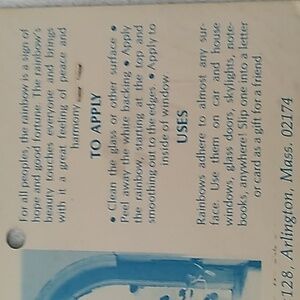 For all peoples, the rainbow is a sign of
hope and good fortune. The rainbow's
beauty touches everyone and brings
with it a great feeling of peace and
harmony
TO APPLY
• Clean the glass or other surface •
Peel away the white backing • Apply
the rainbow, starting at the top and
smoothing out to the edges. • Apply to
inside of window
USES
Rainbows adhere to almost any sur-
face. Use them on car and house
windows, glass doors, skylights, note-
books, anywhere! Slip one into a letter
or card as a gift for a friend
128, Arlington, Mass. 02174